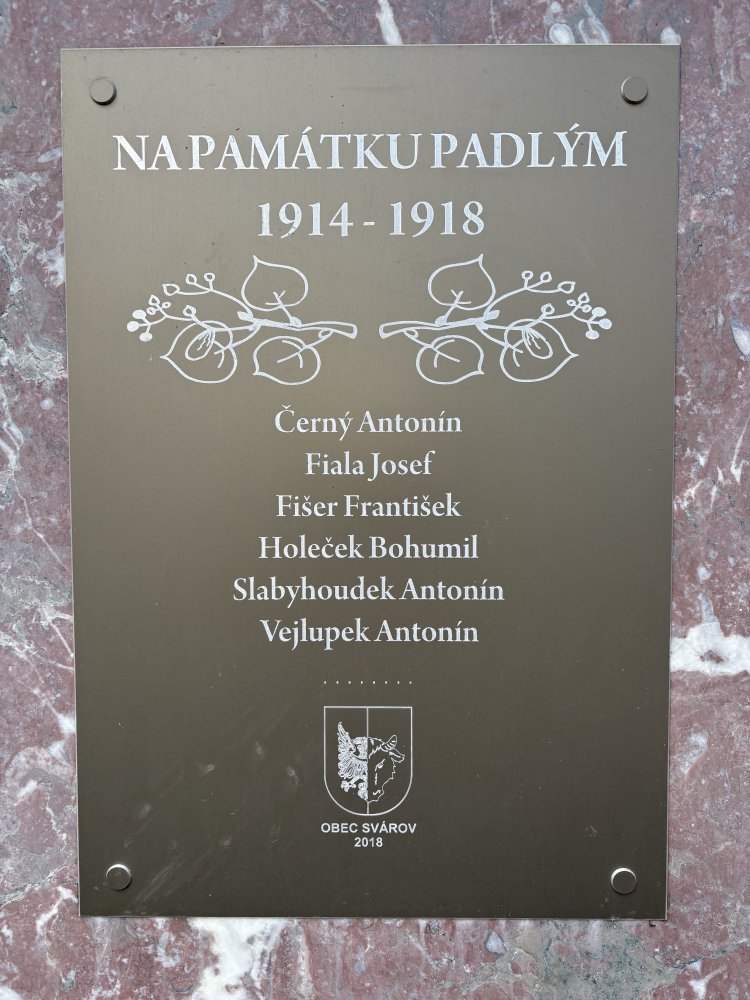 NA PAMÁTKU PADLÝM
1914 - 1918
Černý Antonín
Fiala Josef
Fišer František
Holeček Bohumil
Slabyhoudek Antonín
Vejlupek Antonín
. . . . . . . .
OBEC SVÁROV
2018